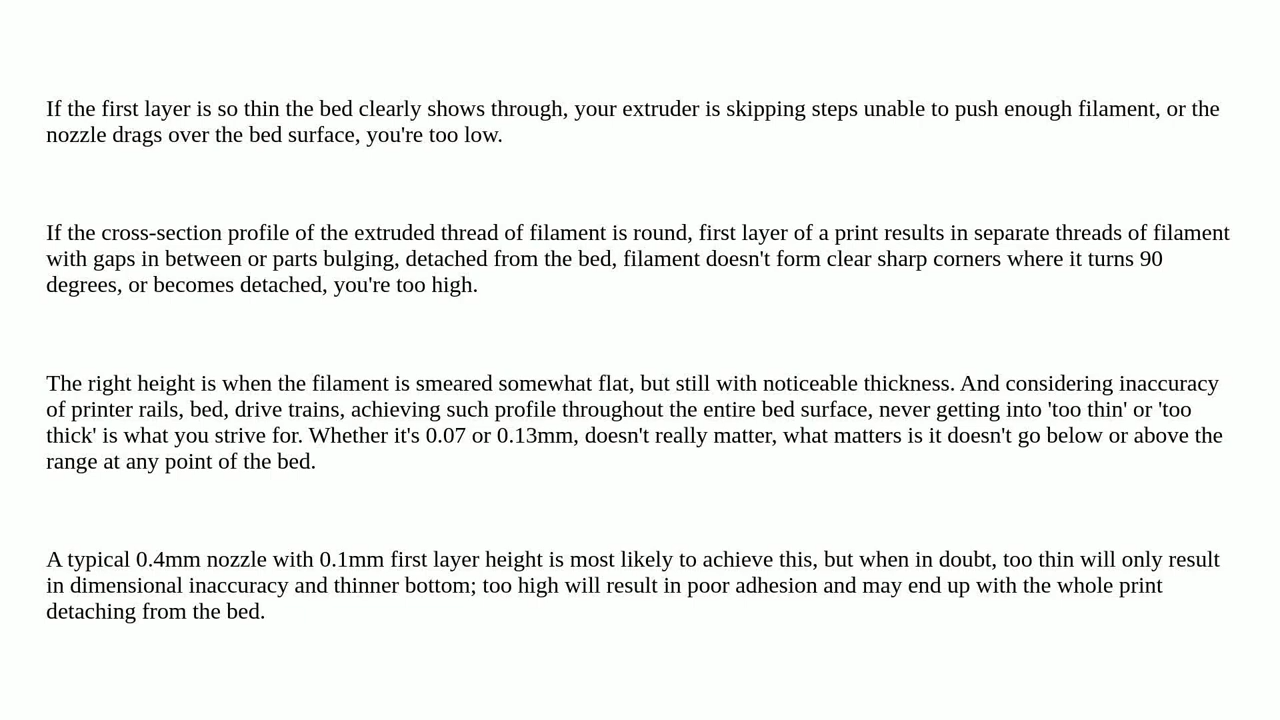 If the first layer is so thin the bed clearly shows through, your extruder is skipping steps unable to push enough filament, or the
nozzle drags over the bed surface, you're too low.
If the cross-section profile of the extruded thread of filament is round, first layer of a print results in separate threads of filament
with gaps in between or parts bulging, detached from the bed, filament doesn't form clear sharp corners where it turns 90
degrees, or becomes detached, you're too high.
The right height is when the filament is smeared somewhat flat, but still with noticeable thickness. And considering inaccuracy
of printer rails, bed, drive trains, achieving such profile throughout the entire bed surface, never getting into 'too thin' or 'too
thick' is what you strive for. Whether it's 0.07 or 0.13mm, doesn't really matter, what matters is it doesn't go below or above the
range at any point of the bed.
A typical 0.4mm nozzle with 0.1mm first layer height is most likely to achieve this, but when in doubt, too thin will only result
in dimensional inaccuracy and thinner bottom; too high will result in poor adhesion and may end up with the whole print
detaching from the bed.